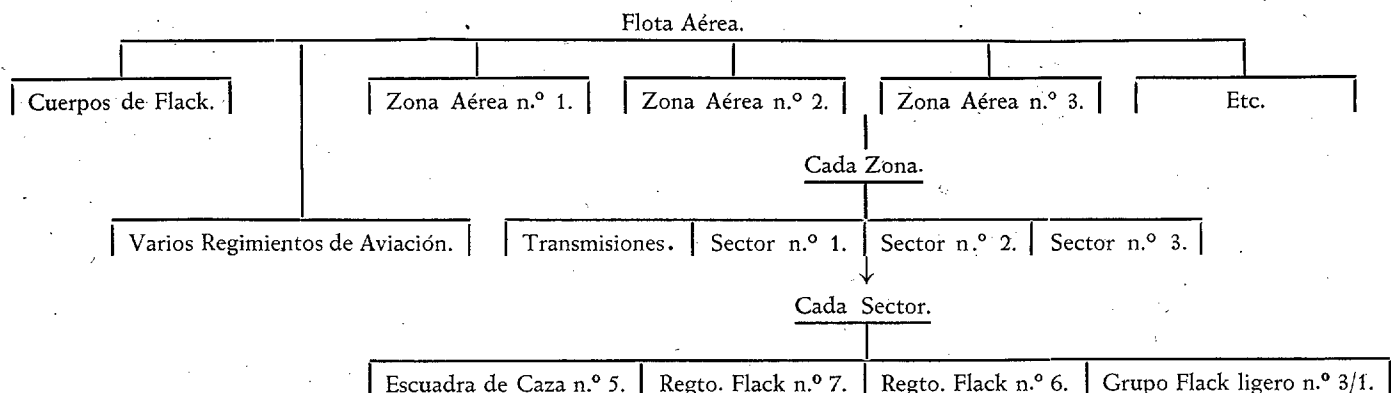 Flota Aérea.
Cuerpos de Flack. Zona Aérea n.º 1. Zona Aérea n.º 2. Zona Aérea n.º 3. Etc.
Cada Zona.
Varios Regimientos de Aviación. Transmisiones. Sector n.º 1. Sector n.º 2. Sector n.º 3.
Cada Sector.
Escuadra de Caza n.º 5. Regto. Flack n.º 7. Regto. Flack n.º 6. Grupo Flack ligero n.º 3/1.